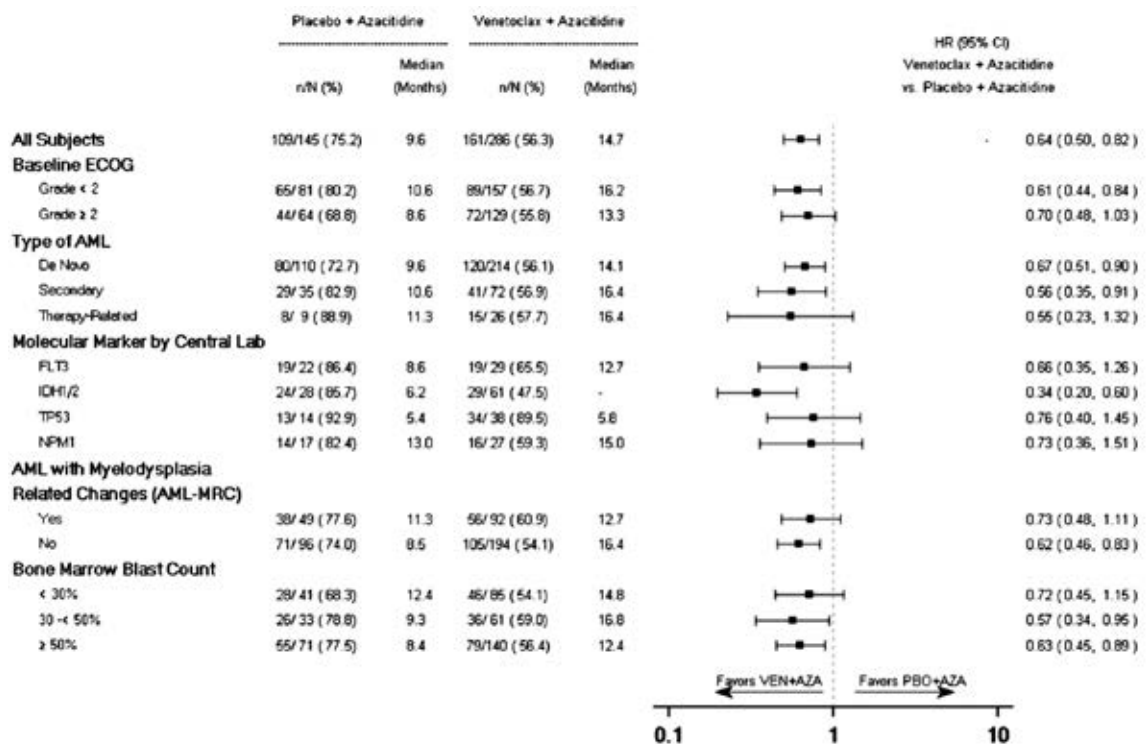 Placebo + Azacitidine Venetoclax + Azacitidine
HR (95% CI)
Venetoclax + Azacitidine
vs. Placebo + Azacitidine
n/N (%) Median (Months) n/N (%) Median (Months)
All Subjects 109/145 (75.2) 9.6 161/286 (56.3) 14.7 0.64 (0.50, 0.82)
Baseline ECOG
Grade < 2 65/81 (80.2) 10.6 89/157 (56.7) 16.2 0.61 (0.44, 0.84)
Grade ≥ 2 44/64 (68.8) 8.6 72/129 (55.8) 13.3 0.70 (0.48, 1.03)
Type of AML
De Novo 80/110 (72.7) 9.6 120/214 (56.1) 14.1 0.67 (0.51, 0.90)
Secondary 29/35 (82.9) 10.6 41/72 (56.9) 16.4 0.56 (0.35, 0.91)
Therapy-Related 8/ 9 (88.9) 11.3 15/26 (57.7) 16.4 0.55 (0.23, 1.32)
Molecular Marker by Central Lab
FLT3 19/22 (86.4) 8.6 19/29 (65.5) 12.7 0.66 (0.35, 1.26)
IDH1/2 24/28 (85.7) 6.2 29/61 (47.5) - 0.34 (0.20, 0.60)
TP53 13/14 (92.9) 5.4 34/38 (89.5) 5.8 0.76 (0.40, 1.45)
NPM1 14/17 (82.4) 13.0 16/27 (59.3) 15.0 0.73 (0.36, 1.51)
AML with Myelodysplasia
Related Changes (AML-MRC)
Yes 38/49 (77.6) 11.3 56/92 (60.9) 12.7 0.73 (0.48, 1.11)
No 71/96 (74.0) 8.5 105/194 (54.1) 16.4 0.62 (0.46, 0.83)
Bone Marrow Blast Count
< 30% 28/41 (68.3) 12.4 46/85 (54.1) 14.8 0.72 (0.45, 1.15)
30 -< 50% 26/33 (78.8) 9.3 36/61 (59.0) 16.8 0.57 (0.34, 0.95)
≥ 50% 55/71 (77.5) 8.4 79/140 (56.4) 12.4 0.63 (0.45, 0.89)
Favors VEN+AZA Favors PBO+AZA
0.1 1 10